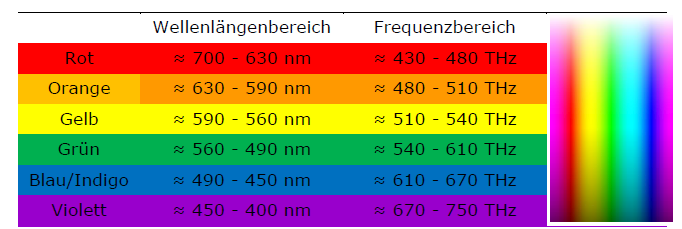 Wellenlängenbereich Frequenzbereich
Rot ≈ 700 - 630 nm ≈ 430 - 480 THz
Orange ≈ 630 - 590 nm ≈ 480 - 510 THz
Gelb ≈ 590 - 560 nm ≈ 510 - 540 THz
Grün ≈ 560 - 490 nm ≈ 540 - 610 THz
Blau/Indigo ≈ 490 - 450 nm ≈ 610 - 670 THz
Violett ≈ 450 - 400 nm ≈ 670 - 750 THz